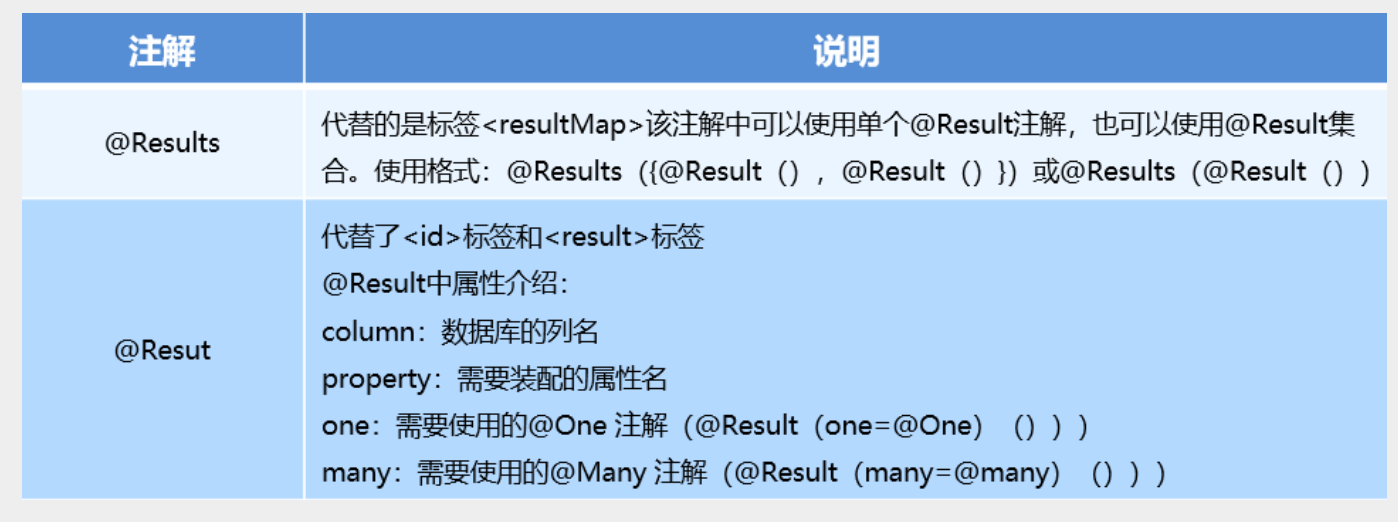 注解
说明
@Results
代替的是标签<resultMap>该注解中可以使用单个@Result注解，也可以使用@Result集
合。使用格式：@Results（{@Result（），@Result（）}）或@Results（@Result（））
@Resut
代替了<id>标签和<result>标签
@Result中属性介绍：
column：数据库的列名
property：需要装配的属性名
one：需要使用的@One 注解（@Result（one=@One）（）））
many：需要使用的@Many 注解（@Result（many=@many）（）））